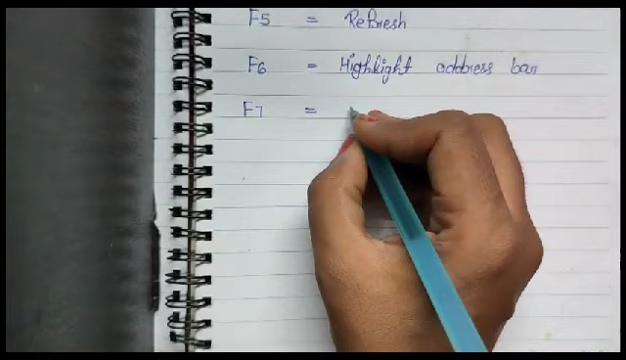 F5 = Refresh
F6 = Highlight address bar
F7 =